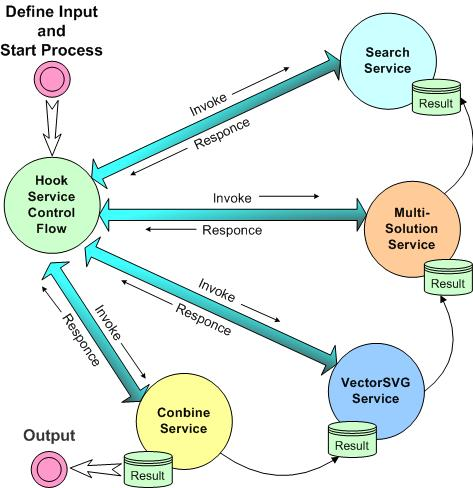 Define Input
and
Start Process
Search
Service
Result
Invoke
Responce
Hook
Service
Control
Flow
Invoke
Responce
Multi-
Solution
Service
Result
Invoke
Responce
Invoke
Responce
VectorSVG
Service
Result
Conbine
Service
Output
Result